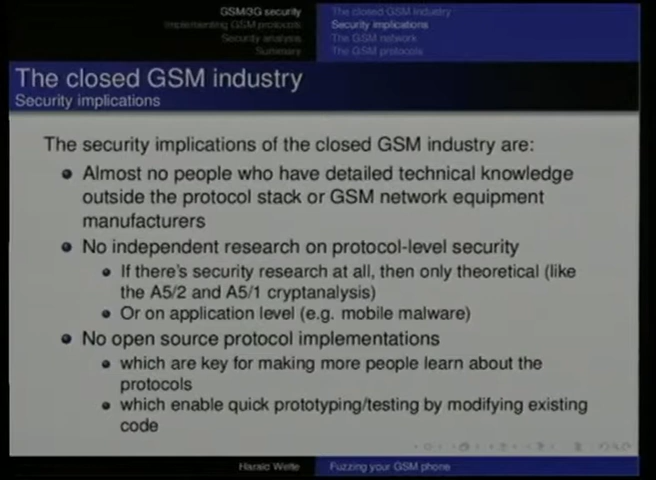 GSM/3G security
Implementing GSM protocols
Security analysis
Summary
The closed GSM industry
Security implications
The GSM network
The GSM protocols
The closed GSM industry
Security implications
The security implications of the closed GSM industry are:
Almost no people who have detailed technical knowledge
outside the protocol stack or GSM network equipment
manufacturers
No independent research on protocol-level security
If there's security research at all, then only theoretical (like
the A5/2 and A5/1 cryptanalysis)
Or on application level (e.g. mobile malware)
No open source protocol implementations
which are key for making more people learn about the
protocols
which enable quick prototyping/testing by modifying existing
code
Harald Welte
Fuzzing your GSM phone